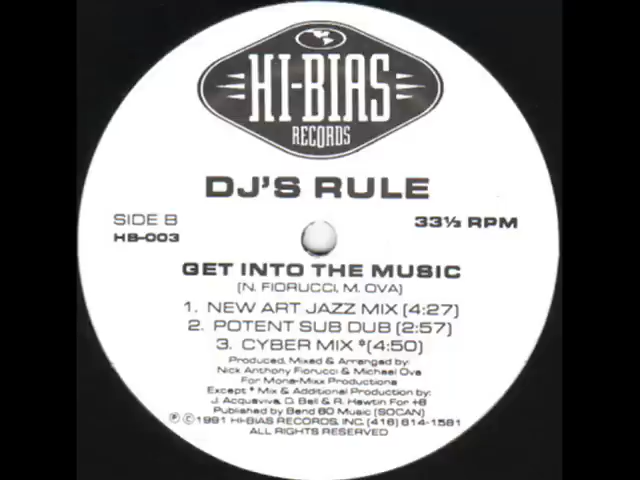 HI-BIAS
RECORDS
DJ'S RULE
SIDE B
HB-003
33⅓ RPM
GET INTO THE MUSIC
(N. FIORUCCI, M. OVA)
1. NEW ART JAZZ MIX (4:27)
2. POTENT SUB DUB (2:57)
3. CYBER MIX *(4:50)
Produced, Mixed & Arranged by:
Nick Anthony Fiorucci & Michael Ova
For Mona-Mixx Productions
Except * Mix & Additional Production by:
J. Acquaviva, D. Bell & R. Hawtin For +8
Published by Bend 60 Music (SOCAN)
℗ © 1991 HI-BIAS RECORDS, INC. (416) 614-1581
ALL RIGHTS RESERVED